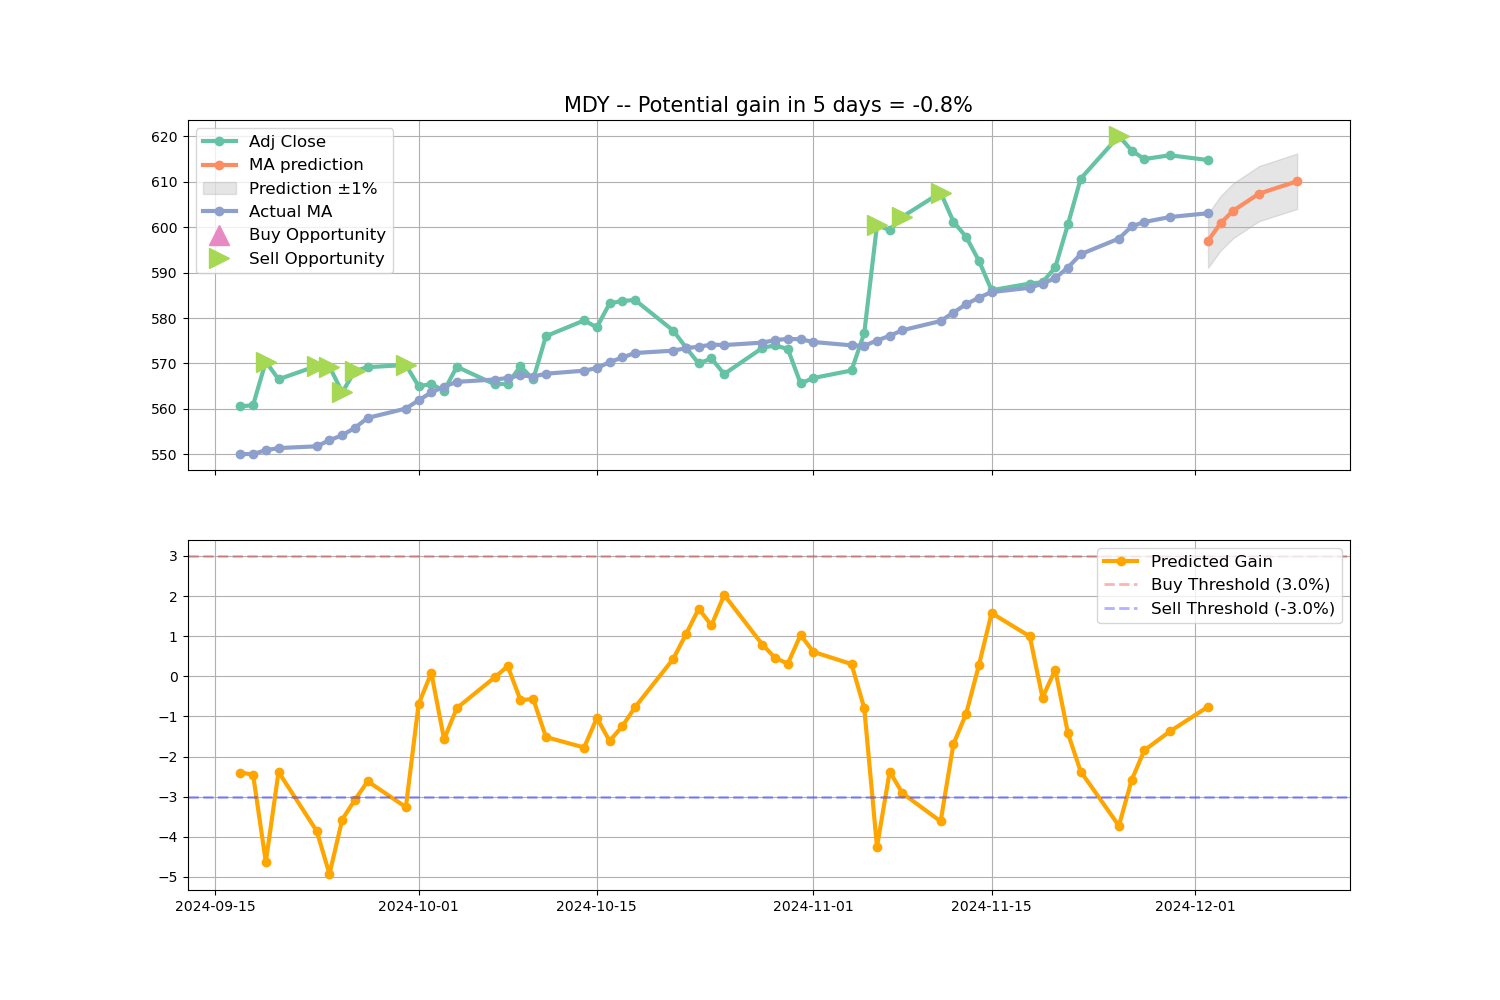 MDY -- Potential gain in 5 days = -0.8%
620
610
600
590
580
570
560
550
Adj Close
MA prediction
Prediction ±1%
Actual MA
Buy Opportunity
Sell Opportunity
3
2
1
0
−1
−2
−3
−4
−5
Predicted Gain
Buy Threshold (3.0%)
Sell Threshold (-3.0%)
2024-09-15 2024-10-01 2024-10-15 2024-11-01 2024-11-15 2024-12-01